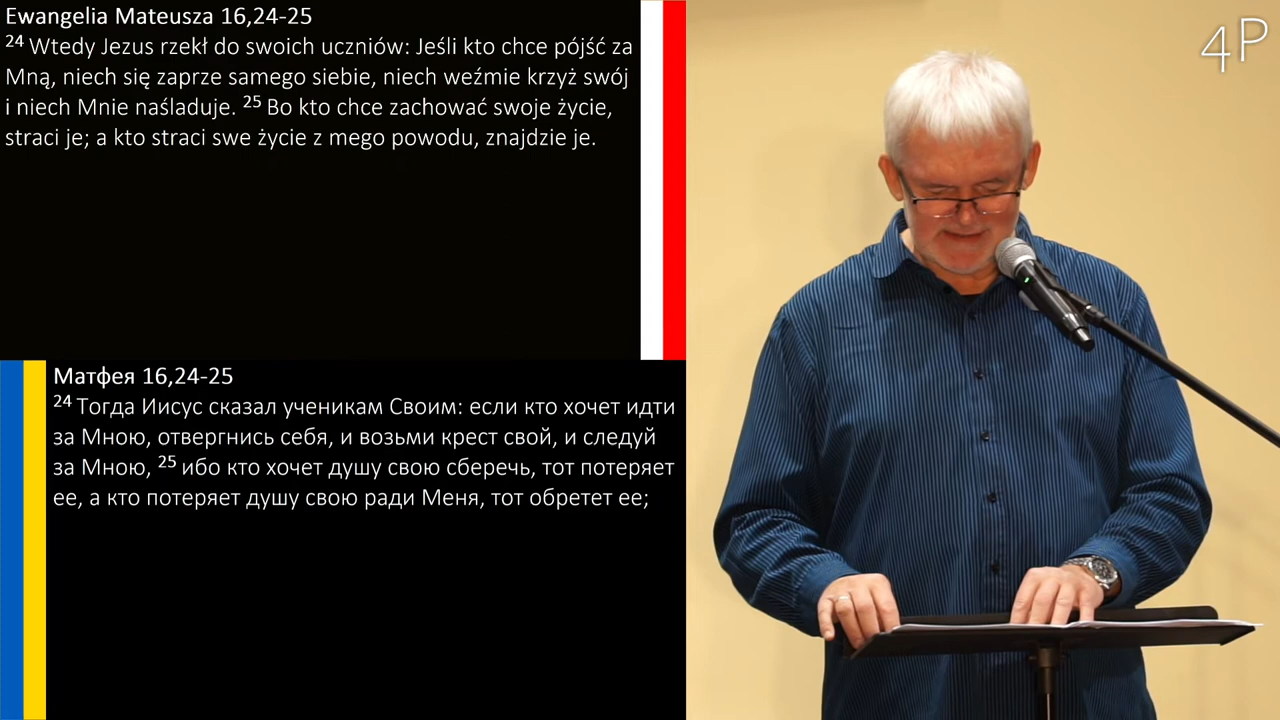 Ewangelia Mateusza 16,24-25
24 Wtedy Jezus rzekł do swoich uczniów: Jeśli kto chce pójść za
Mną, niech się zaprze samego siebie, niech weźmie krzyż swój
i niech Mnie naśladuje. 25 Bo kto chce zachować swoje życie,
straci je; a kto straci swe życie z mego powodu, znajdzie je.
Матфея 16,24-25
24 Тогда Иисус сказал ученикам Своим: если кто хочет идти
за Мною, отвергнись себя, и возьми крест свой, и следуй
за Мною, 25 ибо кто хочет душу свою сберечь, тот потеряет
ее, а кто потеряет душу свою ради Меня, тот обретет ее;
4P